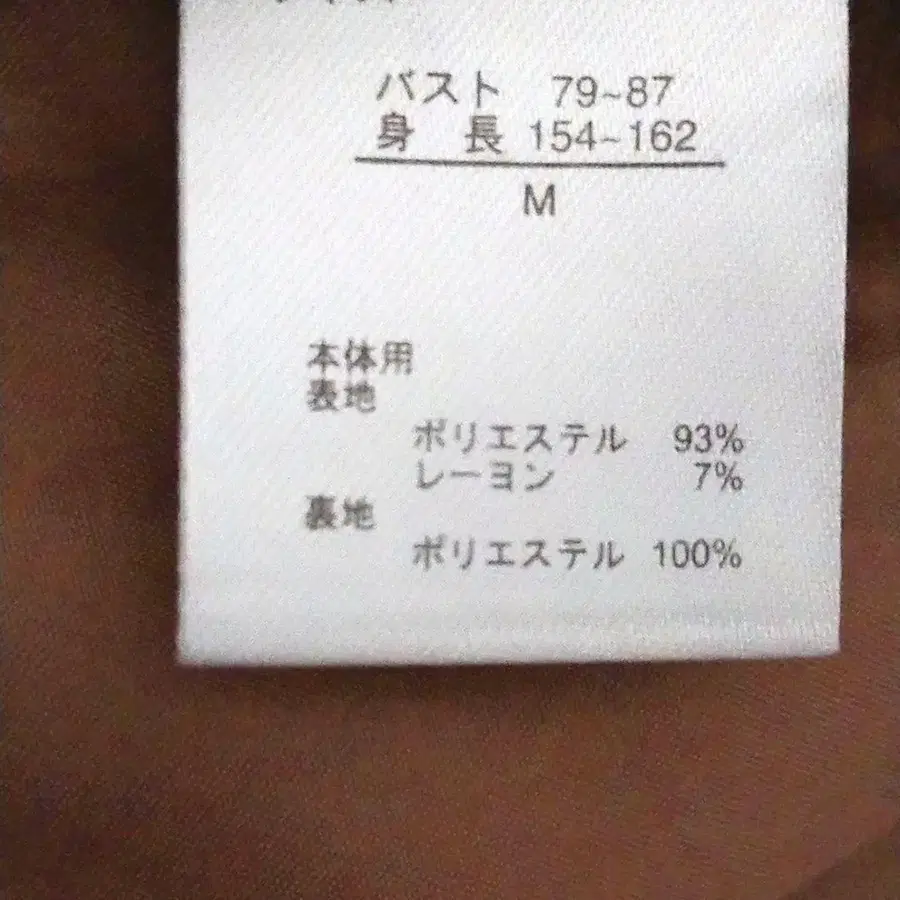 バスト 79~87
身 長 154~162
M
本体用
表地
ポリエステル 93%
レーヨン 7%
裏地
ポリエステル 100%